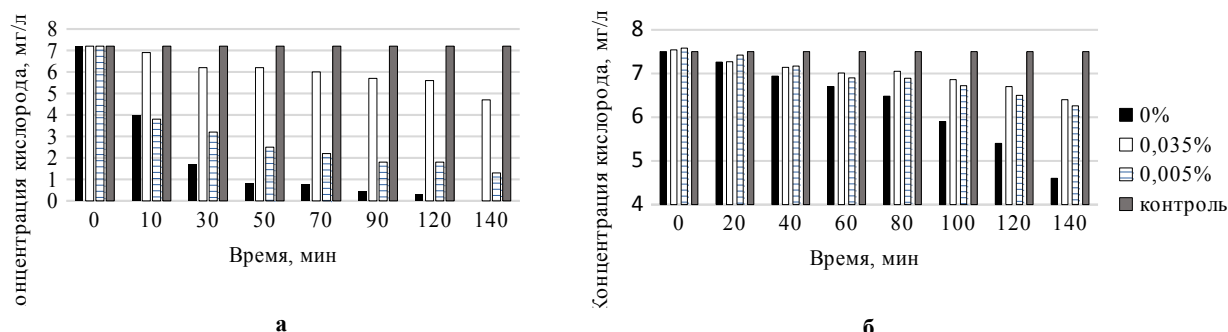 онцентрация кислорода, мг/л
8
7
6
5
4
3
2
1
0
0 10 30 50 70 90 120 140
Время, мин
а
Концентрация кислорода, мг/л
8
7
6
5
4
0 20 40 60 80 100 120 140
Время, мин
б
0%
0,035%
0,005%
контроль